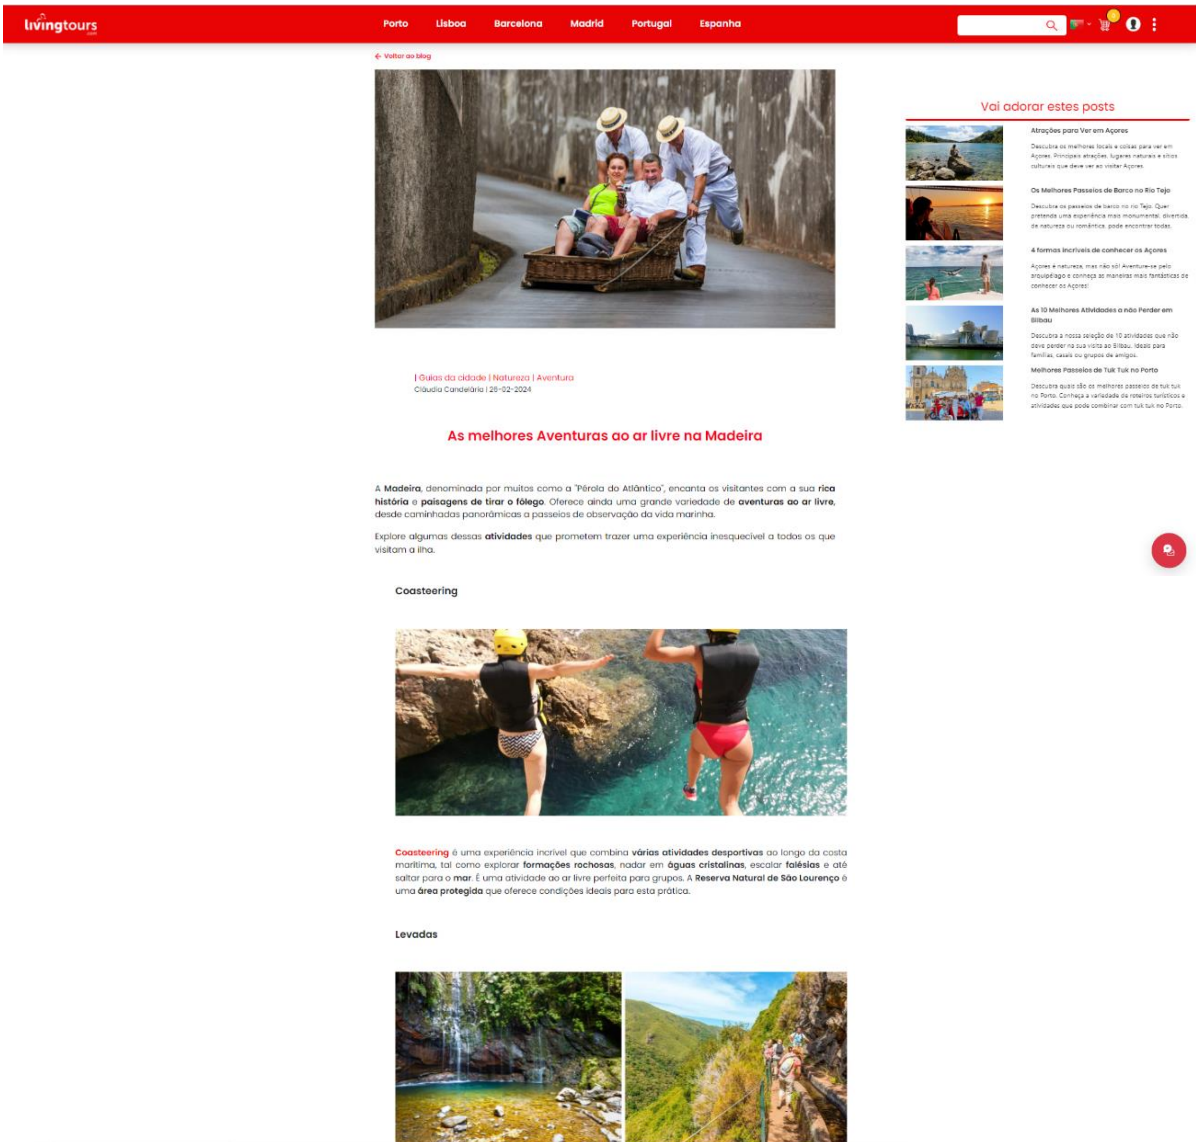 livingtours
.com
Porto Lisboa Barcelona Madrid Portugal Espanha
0
← Voltar ao blog
| Guias da cidade | Natureza | Aventura
Cláudia Candelária | 26-02-2024
As melhores Aventuras ao ar livre na Madeira
A Madeira, denominada por muitos como a "Pérola do Atlântico", encanta os visitantes com a sua rica
história e paisagens de tirar o fôlego. Oferece ainda uma grande variedade de aventuras ao ar livre,
desde caminhadas panorâmicas a passeios de observação da vida marinha.
Explore algumas dessas atividades que prometem trazer uma experiência inesquecível a todos os que
visitam a ilha.
Coasteering
Coasteering é uma experiência incrível que combina várias atividades desportivas ao longo da costa
marítima, tal como explorar formações rochosas, nadar em águas cristalinas, escalar falésias e até
saltar para o mar. É uma atividade ao ar livre perfeita para grupos. A Reserva Natural de São Lourenço é
uma área protegida que oferece condições ideais para esta prática.
Levadas
Vai adorar estes posts
Atrações para Ver em Açores
Descubra os melhores locais e coisas para ver em
Açores. Principais atrações, lugares naturais e sítios
culturais que deve ver ao visitar Açores.
Os Melhores Passeios de Barco no Rio Tejo
Descubra os passeios de barco no rio Tejo. Quer
pretenda uma experiência mais monumental, divertida,
de natureza ou romântica, pode encontrar todas.
4 formas incríveis de conhecer os Açores
Açores é natureza, mas não só! Aventure-se pelo
arquipélago e conheça as maneiras mais fantásticas de
conhecer os Açores!
As 10 Melhores Atividades a não Perder em
Bilbau
Descubra a nossa seleção de 10 atividades que não
deve perder na sua visita ao Bilbau. Ideais para
famílias, casais ou grupos de amigos.
Melhores Passeios de Tuk Tuk no Porto
Descubra quais são os melhores passeios de tuk tuk
no Porto. Conheça a variedade de roteiros turísticos e
atividades que pode combinar com tuk tuk no Porto.